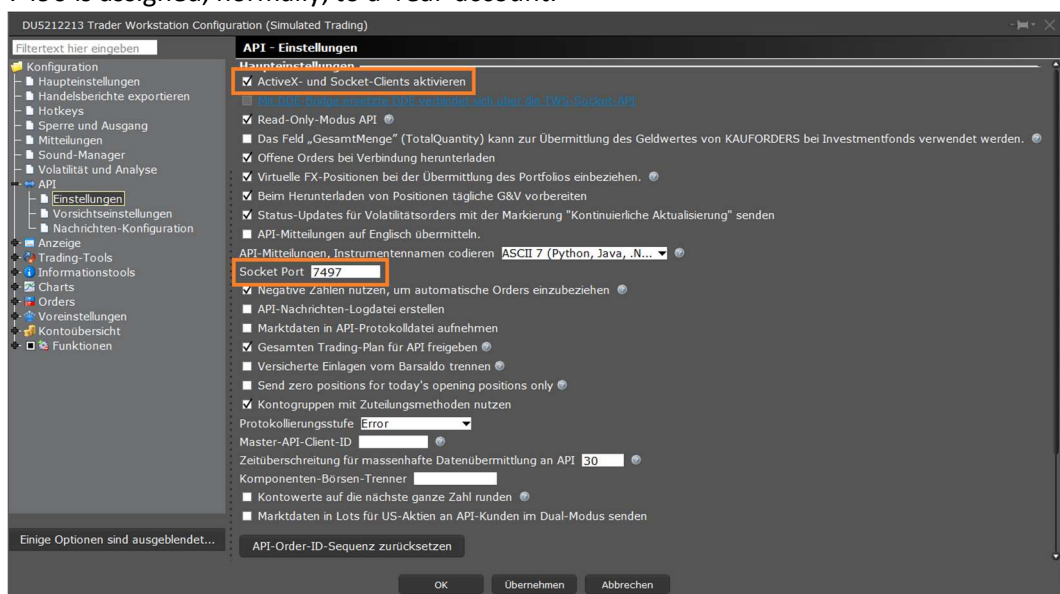 DU5212213 Trader Workstation Configuration (Simulated Trading)
Filtertext hier eingeben
Konfiguration
Haupteinstellungen
Handelsberichte exportieren
Hotkeys
Sperre und Ausgang
Mitteilungen
Sound-Manager
Volatilität und Analyse
API
Einstellungen
Vorsichtseinstellungen
Nachrichten-Konfiguration
Anzeige
Trading-Tools
Informationstools
Charts
Orders
Voreinstellungen
Kontoübersicht
Funktionen
Einige Optionen sind ausgeblendet...
API - Einstellungen
Haupteinstellungen
ActiveX- und Socket-Clients aktivieren
Mit DDE-Bridge ersetzte DDE verbindet sich über die TWS-Socket-API
Read-Only-Modus API
Das Feld „GesamtMenge" (TotalQuantity) kann zur Übermittlung des Geldwertes von KAUFORDERS bei Investmentfonds verwendet werden.
Offene Orders bei Verbindung herunterladen
Virtuelle FX-Positionen bei der Übermittlung des Portfolios einbeziehen.
Beim Herunterladen von Positionen tägliche G&V vorbereiten
Status-Updates für Volatilitätsorders mit der Markierung "Kontinuierliche Aktualisierung" senden
API-Mitteilungen auf Englisch übermitteln.
API-Mitteilungen, Instrumentennamen codieren ASCII 7 (Python, Java, .N...
Socket Port 7497
Negative Zahlen nutzen, um automatische Orders einzubeziehen
API-Nachrichten-Logdatei erstellen
Marktdaten in API-Protokolldatei aufnehmen
Gesamten Trading-Plan für API freigeben
Versicherte Einlagen vom Barsaldo trennen
Send zero positions for today's opening positions only
Kontogruppen mit Zuteilungsmethoden nutzen
Protokollierungsstufe Error
Master-API-Client-ID
Zeitüberschreitung für massenhafte Datenübermittlung an API 30
Komponenten-Börsen-Trenner
Kontowerte auf die nächste ganze Zahl runden
Marktdaten in Lots für US-Aktien an API-Kunden im Dual-Modus senden
API-Order-ID-Sequenz zurücksetzen
OK Übernehmen Abbrechen